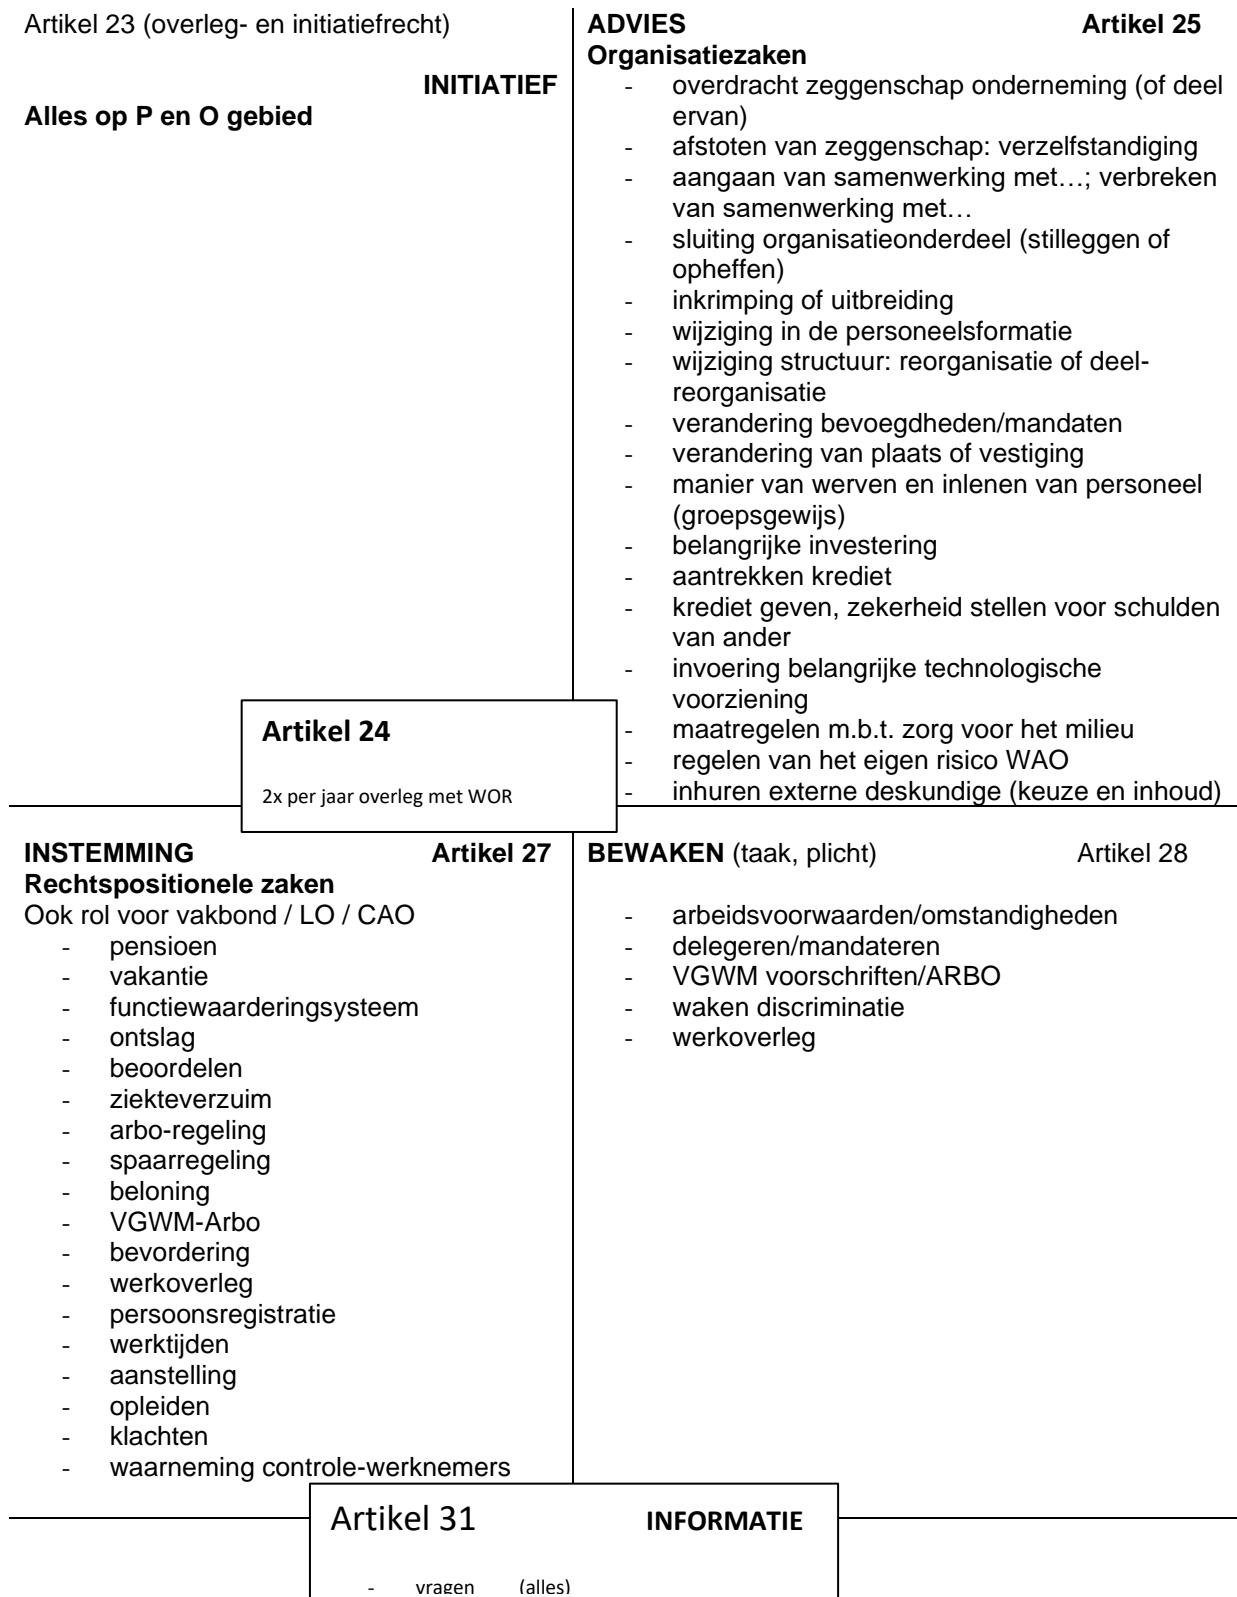 Artikel 23 (overleg- en initiatiefrecht)
INITIATIEF
Alles op P en O gebied
ADVIES Artikel 25
Organisatiezaken
- overdracht zeggenschap onderneming (of deel
ervan)
- afstoten van zeggenschap: verzelfstandiging
- aangaan van samenwerking met…; verbreken
van samenwerking met…
- sluiting organisatieonderdeel (stilleggen of
opheffen)
- inkrimping of uitbreiding
- wijziging in de personeelsformatie
- wijziging structuur: reorganisatie of deel-
reorganisatie
- verandering bevoegdheden/mandaten
- verandering van plaats of vestiging
- manier van werven en inlenen van personeel
(groepsgewijs)
- belangrijke investering
- aantrekken krediet
- krediet geven, zekerheid stellen voor schulden
van ander
- invoering belangrijke technologische
voorziening
- maatregelen m.b.t. zorg voor het milieu
- regelen van het eigen risico WAO
- inhuren externe deskundige (keuze en inhoud)
Artikel 24
2x per jaar overleg met WOR
INSTEMMING Artikel 27
Rechtspositionele zaken
Ook rol voor vakbond / LO / CAO
- pensioen
- vakantie
- functiewaarderingsysteem
- ontslag
- beoordelen
- ziekteverzuim
- arbo-regeling
- spaarregeling
- beloning
- VGWM-Arbo
- bevordering
- werkoverleg
- persoonsregistratie
- werktijden
- aanstelling
- opleiden
- klachten
- waarneming controle-werknemers
BEWAKEN (taak, plicht) Artikel 28
- arbeidsvoorwaarden/omstandigheden
- delegeren/mandateren
- VGWM voorschriften/ARBO
- waken discriminatie
- werkoverleg
Artikel 31 INFORMATIE
- vragen (alles)